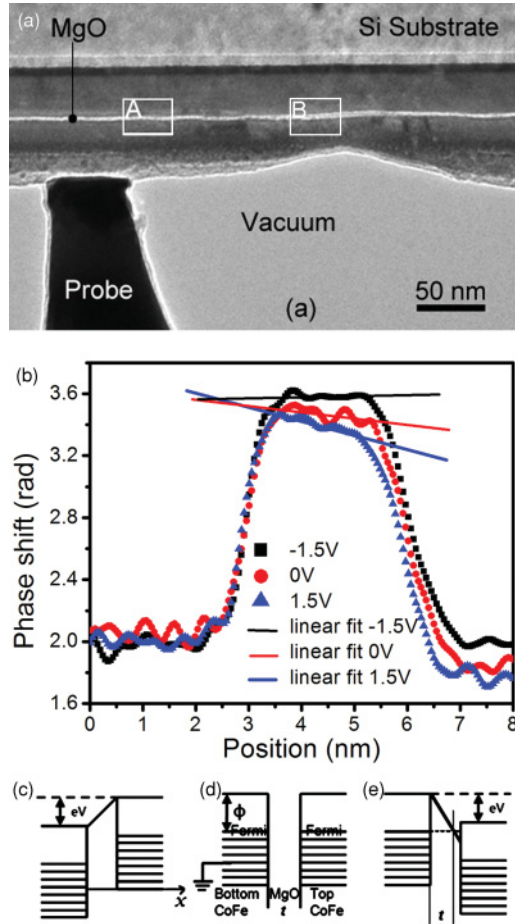 (a)
MgO
Si Substrate
A
B
Vacuum
Probe
(a)
50 nm
(b)
3.6
3.2
2.8
2.4
2.0
1.6
Phase shift (rad)
-1.5V
0V
1.5V
linear fit -1.5V
linear fit 0V
linear fit 1.5V
0 1 2 3 4 5 6 7 8
Position (nm)
(c)
eV
x
(d)
ϕ
Fermi
Fermi
Bottom
CoFe
MgO
t
Top
CoFe
(e)
eV
t